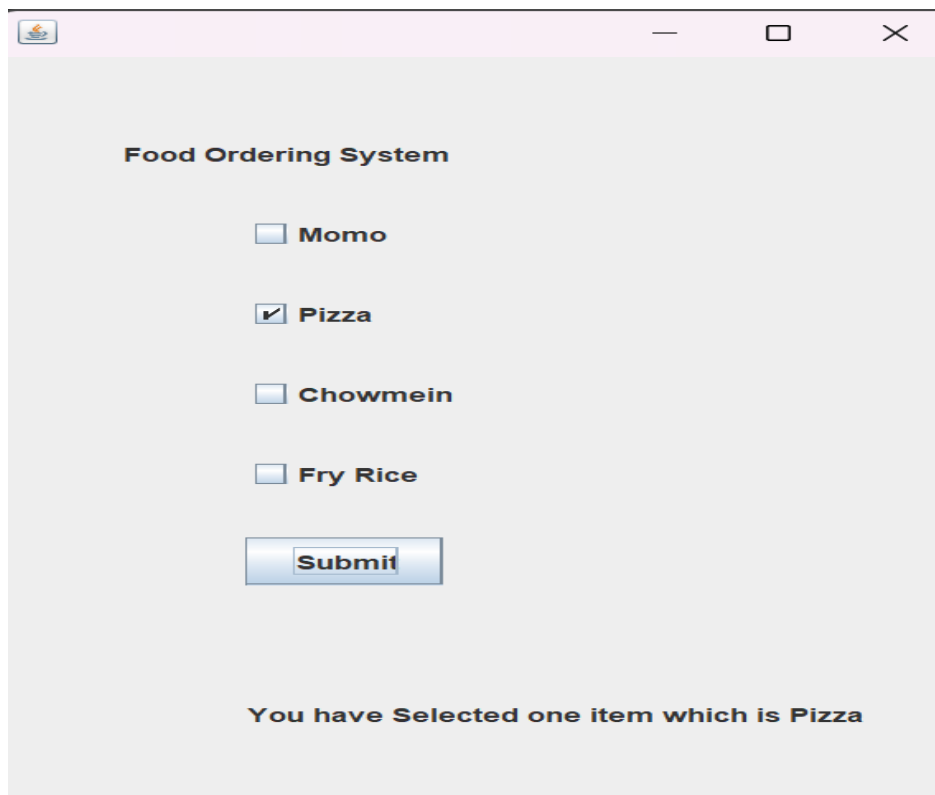 Food Ordering System
Momo
Pizza
Chowmein
Fry Rice
Submit
You have Selected one item which is Pizza